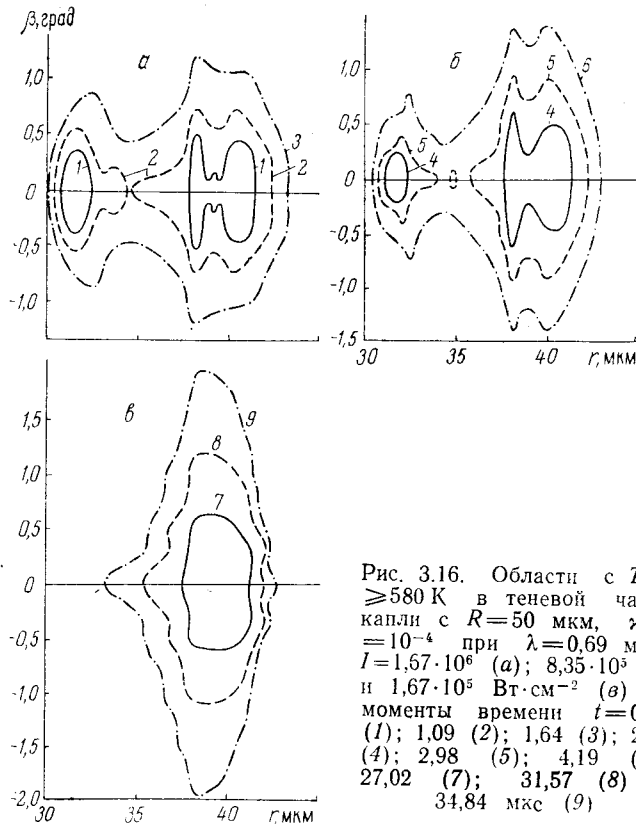 β, град
а
1,0
0,5
0
-0,5
-1,0
1
2
1
3
2
б
1,0
0,5
0
-0,5
-1,0
-1,5
5
4
5
6
4
30
35
40
r, мкм
в
1,5
1,0
0,5
0
-0,5
-1,0
-1,5
-2,0
9
8
7
30
40
r, мкм
Рис. 3.16. Области с
≥580 К в теневой
капли с R=50 мкм,
=10⁻⁴ при λ=0,69
I=1,67·10⁶ (а); 8,35·10⁵
и 1,67·10⁵ Вт·см⁻² (в)
моменты времени
(1); 1,09 (2); 1,64 (3);
(4); 2,98 (5); 4,19
27,02 (7); 31,57 (8)
34,84 мкс (9)